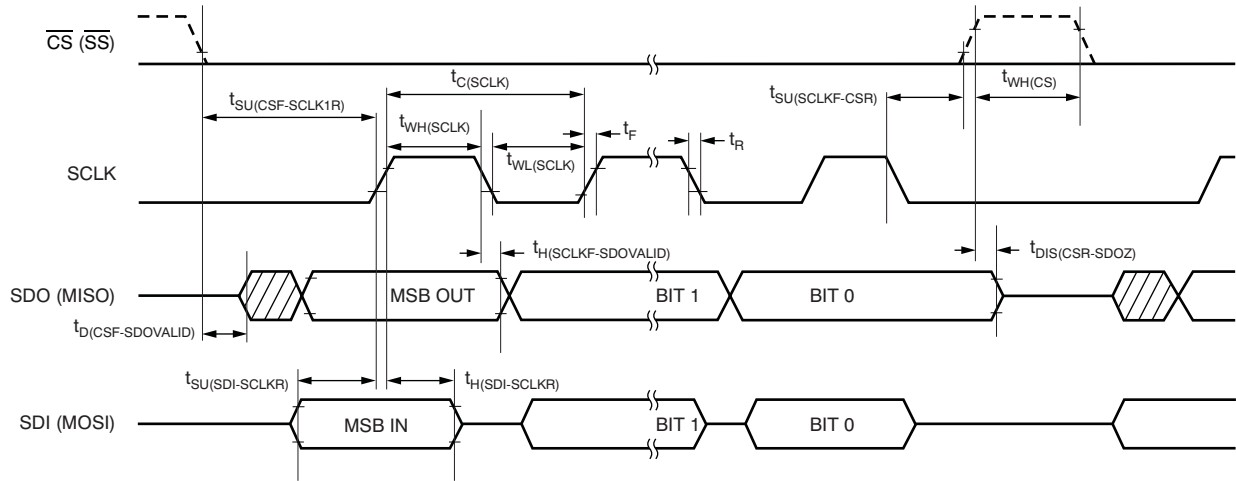 CS (SS)
tC(SCLK)
tSU(CSF-SCLK1R)
tSU(SCLKF-CSR)
tWH(CS)
tWH(SCLK)
tF
tR
tWL(SCLK)
SCLK
tH(SCLKF-SDOVALID)
tDIS(CSR-SDOZ)
SDO (MISO)
MSB OUT
BIT 1
BIT 0
tD(CSF-SDOVALID)
tSU(SDI-SCLKR)
tH(SDI-SCLKR)
SDI (MOSI)
MSB IN
BIT 1
BIT 0